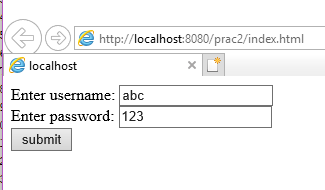 http://localhost:8080/prac2/index.html
localhost
Enter username: abc
Enter password: 123
submit